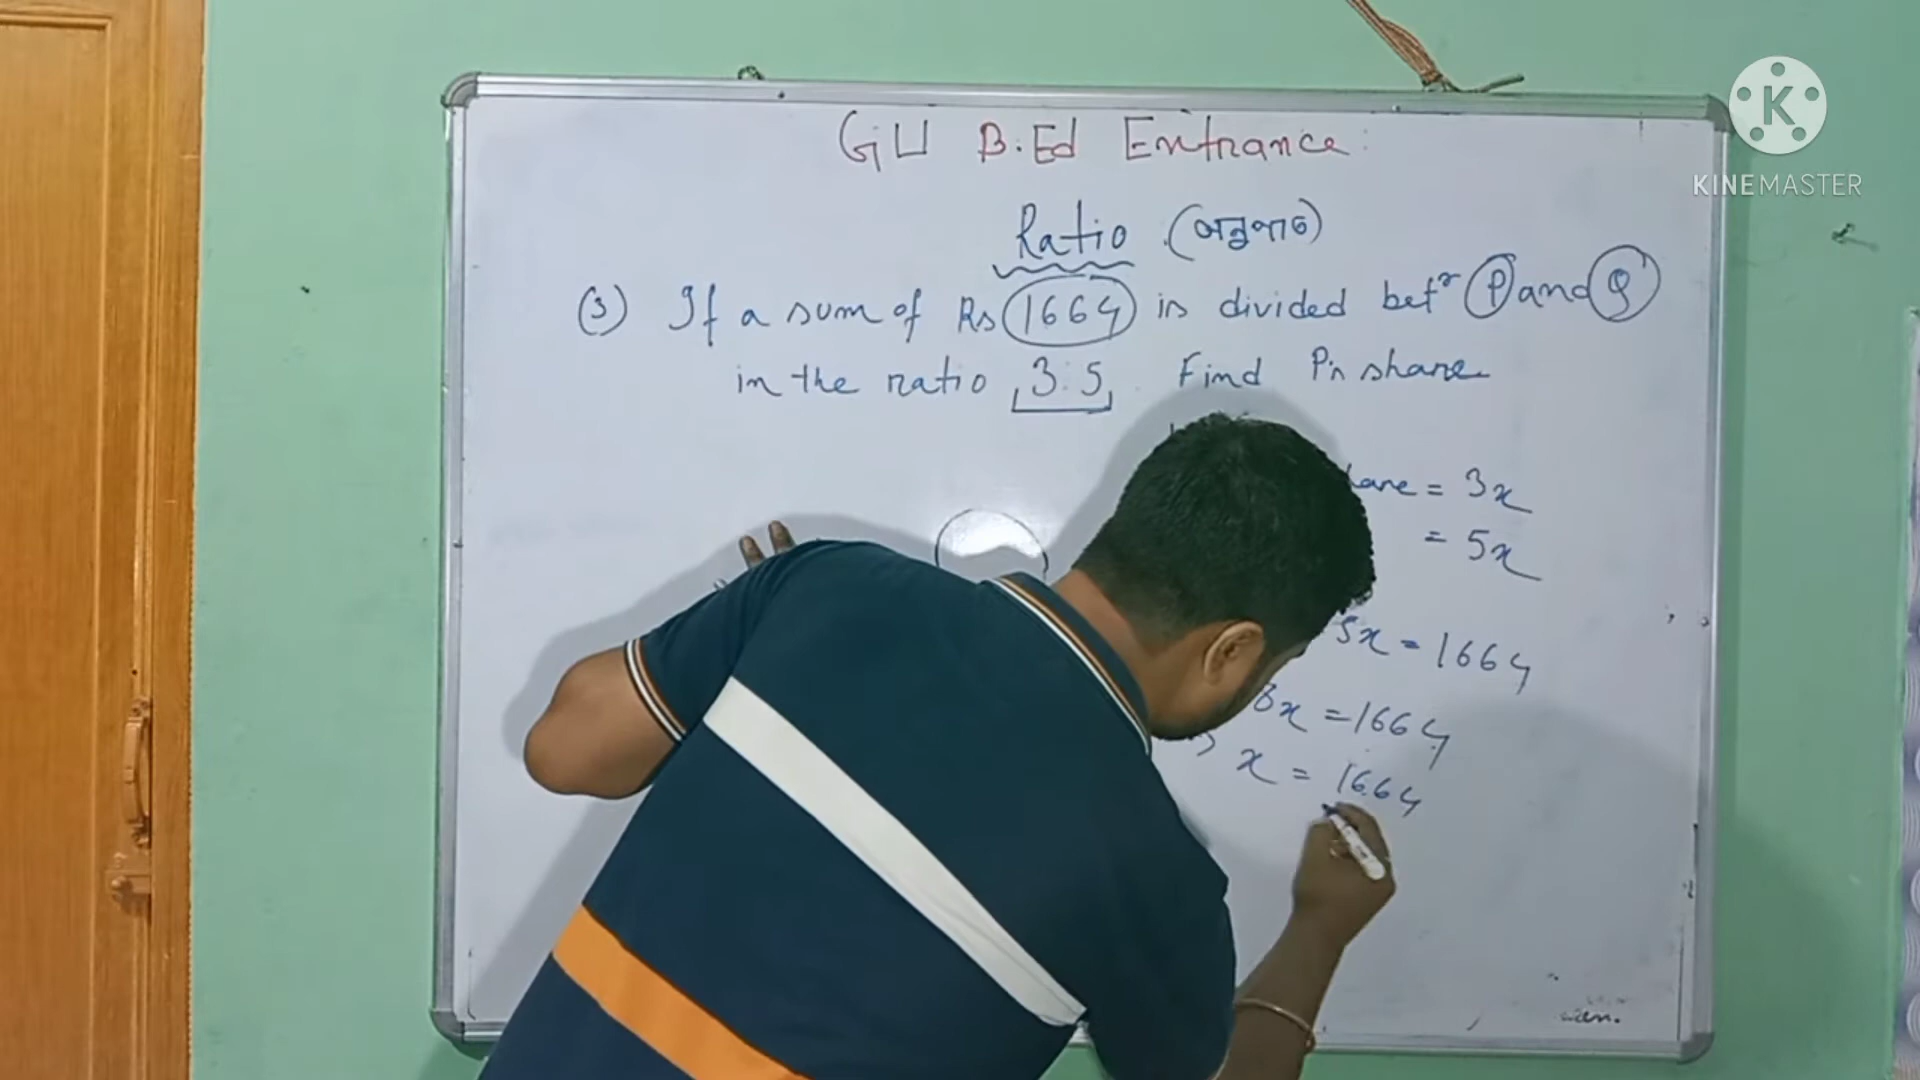 GU B.Ed Entrance:
Ratio (অনুপাত)
(3) If a sum of Rs 1664 is divided betn P and Q
in the ratio 3:5. Find P's share
= 3x
= 5x
5x = 1664
8x = 1664
x = 1664
KINEMASTER